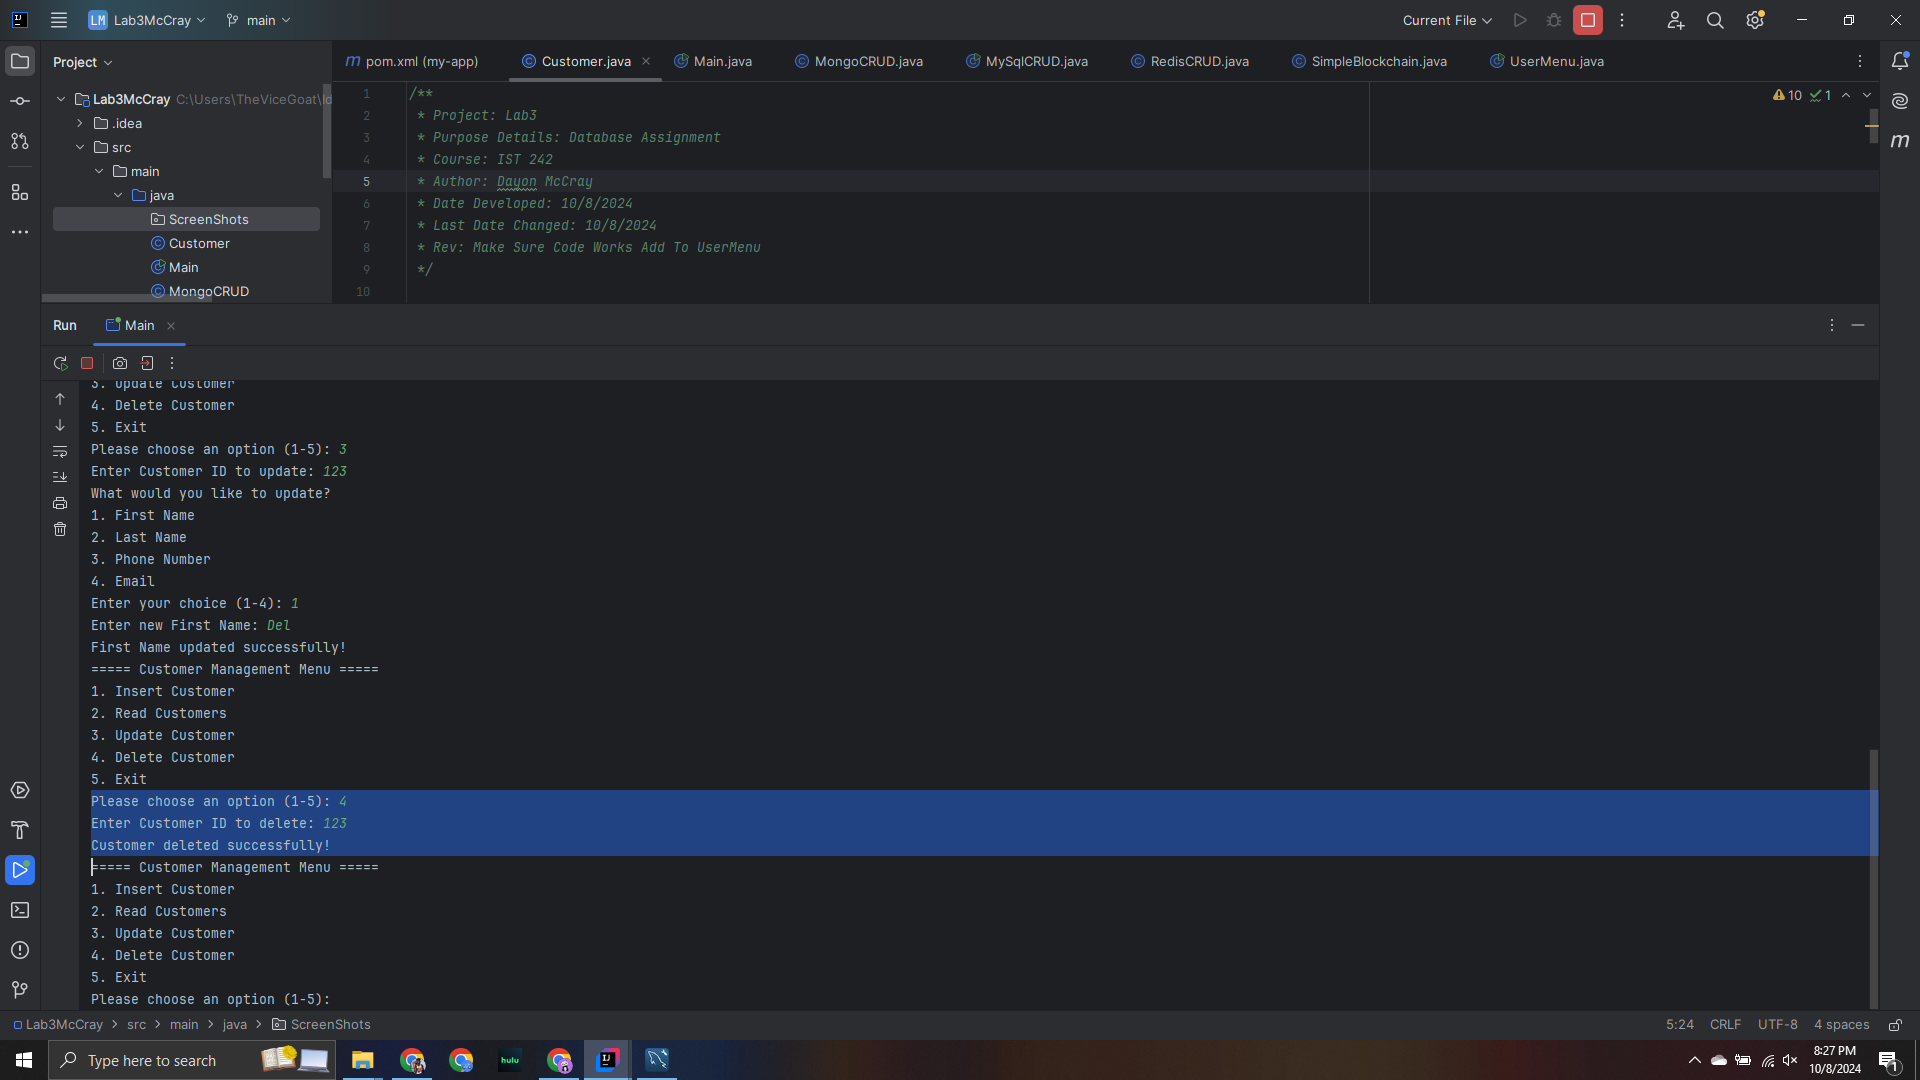 LM Lab3McCray main Current File
Project
pom.xml (my-app) Customer.java Main.java MongoCRUD.java MySqlCRUD.java RedisCRUD.java SimpleBlockchain.java UserMenu.java
Lab3McCray C:\Users\TheViceGoat\Id
.idea
src
main
java
ScreenShots
Customer
Main
MongoCRUD
10 1
1 /**
2 * Project: Lab3
3 * Purpose Details: Database Assignment
4 * Course: IST 242
5 * Author: Dayon McCray
6 * Date Developed: 10/8/2024
7 * Last Date Changed: 10/8/2024
8 * Rev: Make Sure Code Works Add To UserMenu
9 */
10
Run Main
3. Update Customer
4. Delete Customer
5. Exit
Please choose an option (1-5): 3
Enter Customer ID to update: 123
What would you like to update?
1. First Name
2. Last Name
3. Phone Number
4. Email
Enter your choice (1-4): 1
Enter new First Name: Del
First Name updated successfully!
===== Customer Management Menu =====
1. Insert Customer
2. Read Customers
3. Update Customer
4. Delete Customer
5. Exit
Please choose an option (1-5): 4
Enter Customer ID to delete: 123
Customer deleted successfully!
===== Customer Management Menu =====
1. Insert Customer
2. Read Customers
3. Update Customer
4. Delete Customer
5. Exit
Please choose an option (1-5):
Lab3McCray > src > main > java > ScreenShots 5:24 CRLF UTF-8 4 spaces
Type here to search hulu
8:27 PM
10/8/2024
1